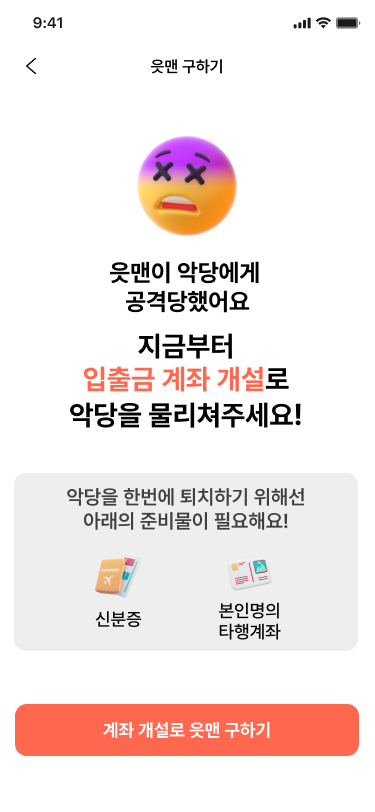 9:41
웃맨 구하기
웃맨이 악당에게
공격당했어요
지금부터
입출금 계좌 개설로
악당을 물리쳐주세요!
악당을 한번에 퇴치하기 위해선
아래의 준비물이 필요해요!
신분증
본인명의
타행계좌
계좌 개설로 웃맨 구하기